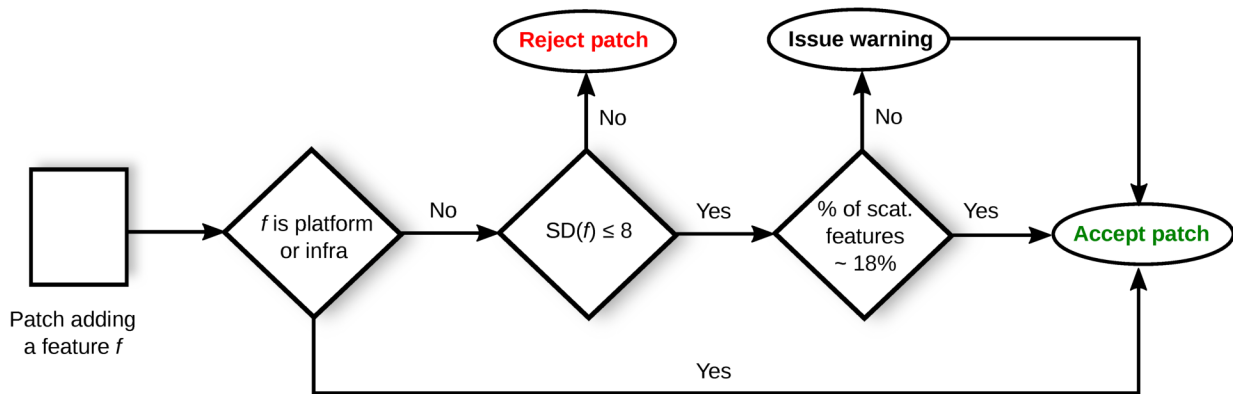 Reject patch
Issue warning
No
No
f is platform
or infra
No
SD(f) ≤ 8
Yes
% of scat.
features
~ 18%
Yes
Accept patch
Patch adding
a feature f
Yes